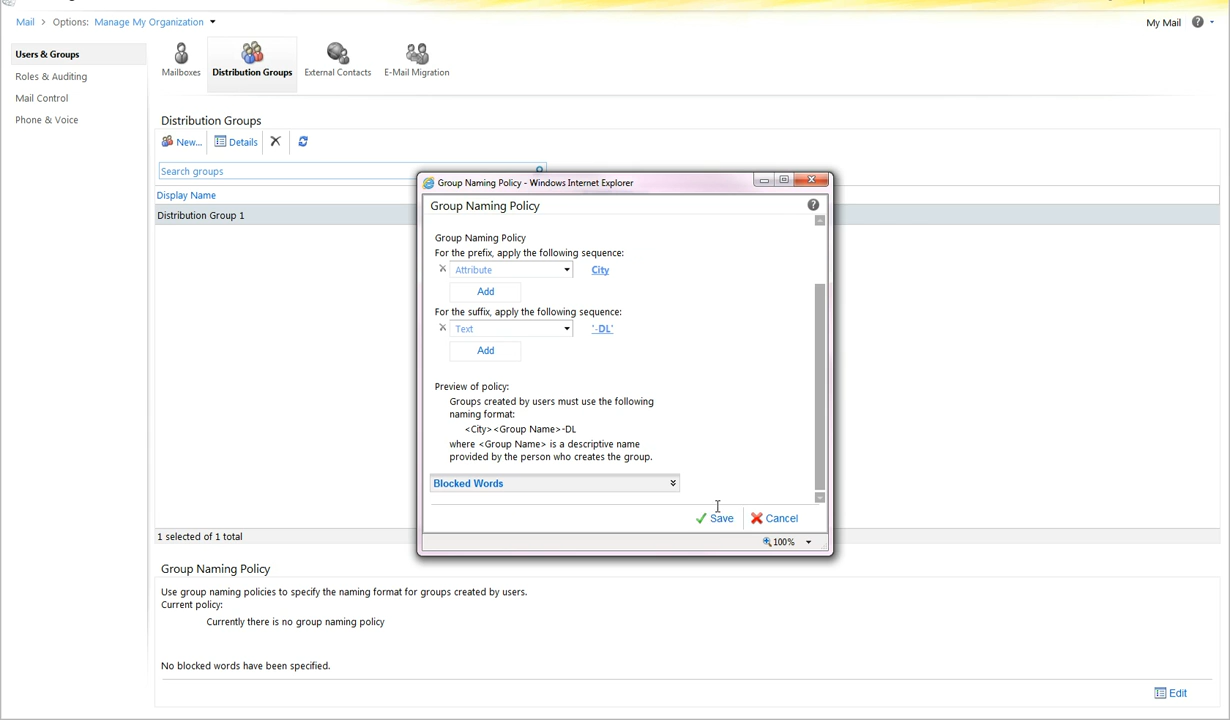 Mail > Options: Manage My Organization
My Mail
Users & Groups
Roles & Auditing
Mail Control
Phone & Voice
Mailboxes
Distribution Groups
External Contacts
E-Mail Migration
Distribution Groups
New...
Details
Search groups
Display Name
Distribution Group 1
1 selected of 1 total
Group Naming Policy
Use group naming policies to specify the naming format for groups created by users.
Current policy:
Currently there is no group naming policy
No blocked words have been specified.
Edit
Group Naming Policy - Windows Internet Explorer
Group Naming Policy
Group Naming Policy
For the prefix, apply the following sequence:
Attribute
City
Add
For the suffix, apply the following sequence:
Text
'-DL'
Add
Preview of policy:
Groups created by users must use the following
naming format:
<City><Group Name>-DL
where <Group Name> is a descriptive name
provided by the person who creates the group.
Blocked Words
Save
Cancel
100%